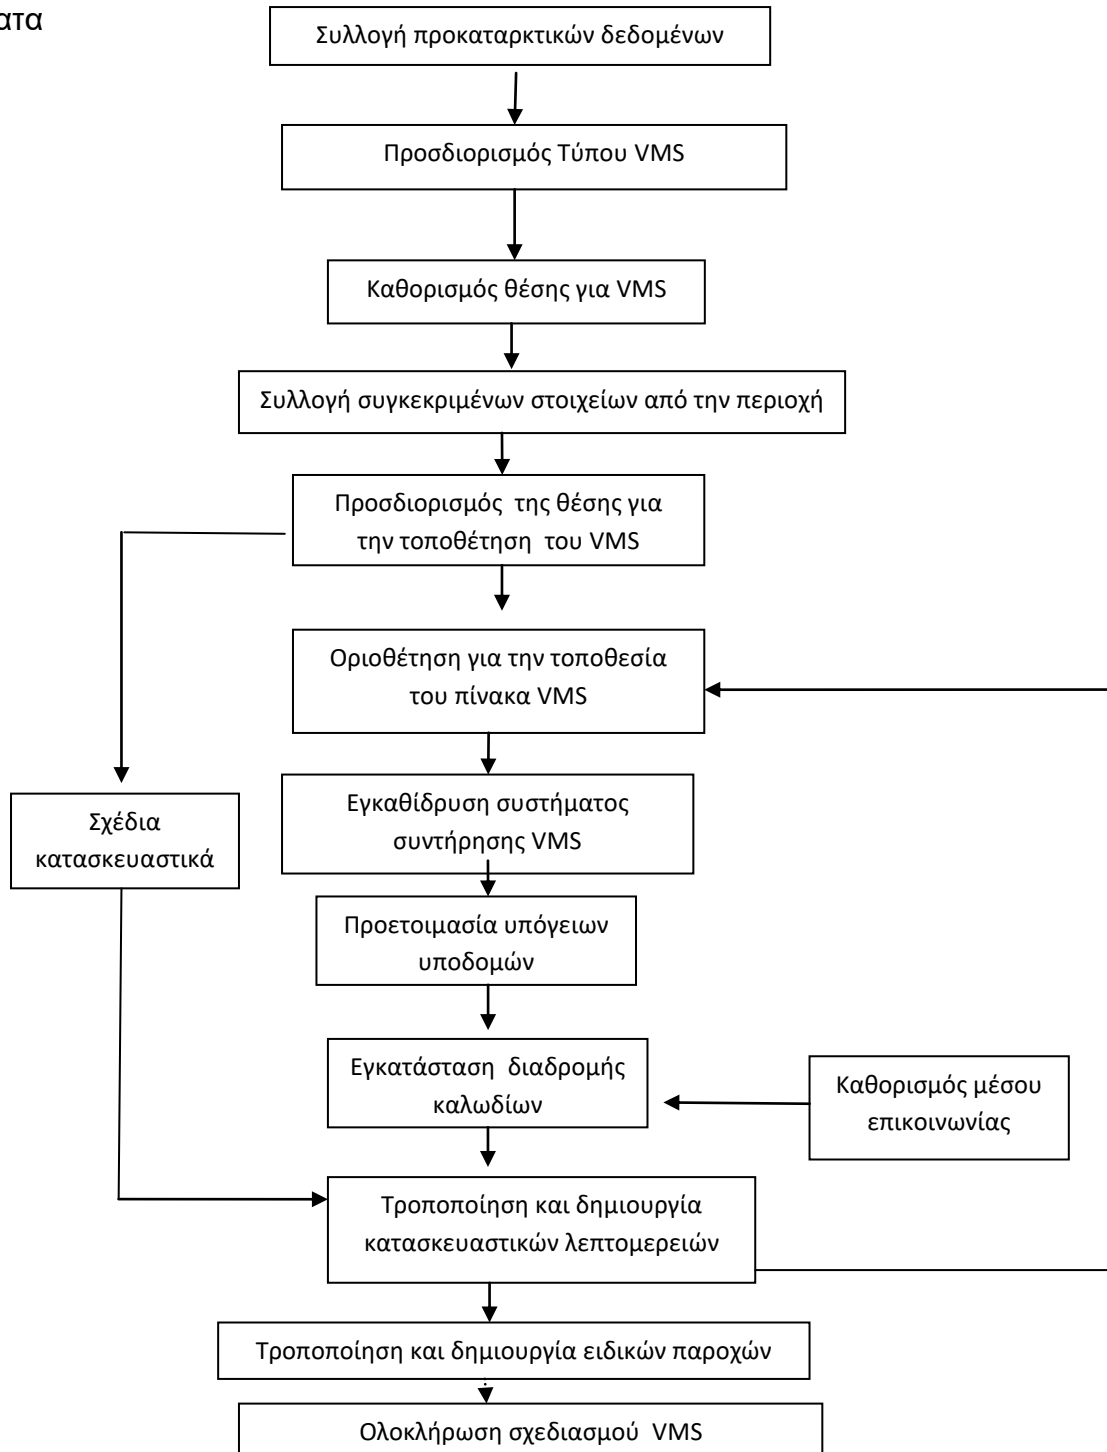 ατα
Συλλογή προκαταρκτικών δεδομένων
Προσδιορισμός Τύπου VMS
Καθορισμός θέσης για VMS
Συλλογή συγκεκριμένων στοιχείων από την περιοχή
Προσδιορισμός της θέσης για
την τοποθέτηση του VMS
Οριοθέτηση για την τοποθεσία
του πίνακα VMS
Εγκαθίδρυση συστήματος
συντήρησης VMS
Σχέδια
κατασκευαστικά
Προετοιμασία υπόγειων
υποδομών
Εγκατάσταση διαδρομής
καλωδίων
Καθορισμός μέσου
επικοινωνίας
Τροποποίηση και δημιουργία
κατασκευαστικών λεπτομερειών
Τροποποίηση και δημιουργία ειδικών παροχών
Ολοκλήρωση σχεδιασμού VMS